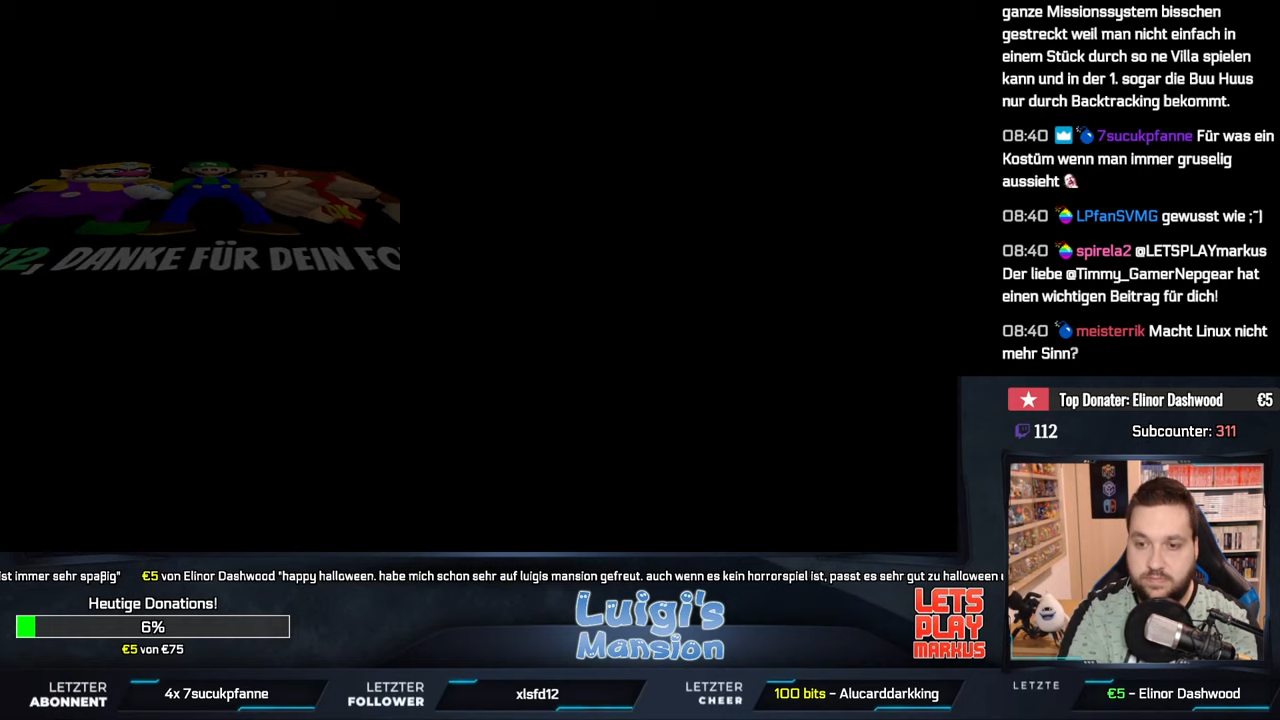 ganze Missionssystem bisschen
gestreckt weil man nicht einfach in
einem Stück durch so ne Villa spielen
kann und in der 1. sogar die Buu Huus
nur durch Backtracking bekommt.
08:40 7sucukpfanne Für was ein
Kostüm wenn man immer gruselig
aussieht
08:40 LPfanSVMG gewusst wie ;^)
08:40 spirela2 @LETSPLAYmarkus
Der liebe @Timmy_GamerNepgear hat
einen wichtigen Beitrag für dich!
08:40 meisterrik Macht Linux nicht
mehr Sinn?
12, DANKE FÜR DEIN FO
Top Donater: Elinor Dashwood €5
112 Subcounter: 311
ist immer sehr spaßig" €5 von Elinor Dashwood "happy halloween. habe mich schon sehr auf luigis mansion gefreut. auch wenn es kein horrorspiel ist, passt es sehr gut zu halloween
Heutige Donations!
6%
€5 von €75
Luigi's
Mansion
LETS
PLAY
MARKUS
LETZTER
ABONNENT
4x 7sucukpfanne
LETZTER
FOLLOWER
xlsfd12
LETZTER
CHEER
100 bits - Alucarddarkking
LETZTE
€5 - Elinor Dashwood